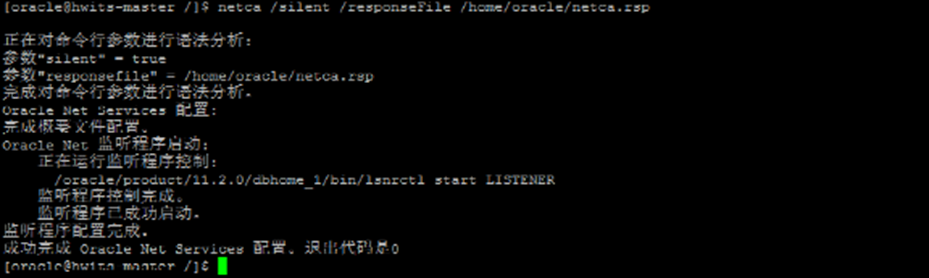 [oracle@hwits-master /]$ netca /silent /responseFile /home/oracle/netca.rsp
正在对命令行参数进行语法分析:
参数"silent" = true
参数"responsefile" = /home/oracle/netca.rsp
完成对命令行参数进行语法分析。
Oracle Net Services 配置:
完成概要文件配置。
Oracle Net 监听程序启动:
正在运行监听程序控制:
/oracle/product/11.2.0/dbhome_1/bin/lsnrctl start LISTENER
监听程序控制完成。
监听程序已成功启动。
监听程序配置完成。
成功完成 Oracle Net Services 配置。退出代码是0
[oracle@hwits-master /]$